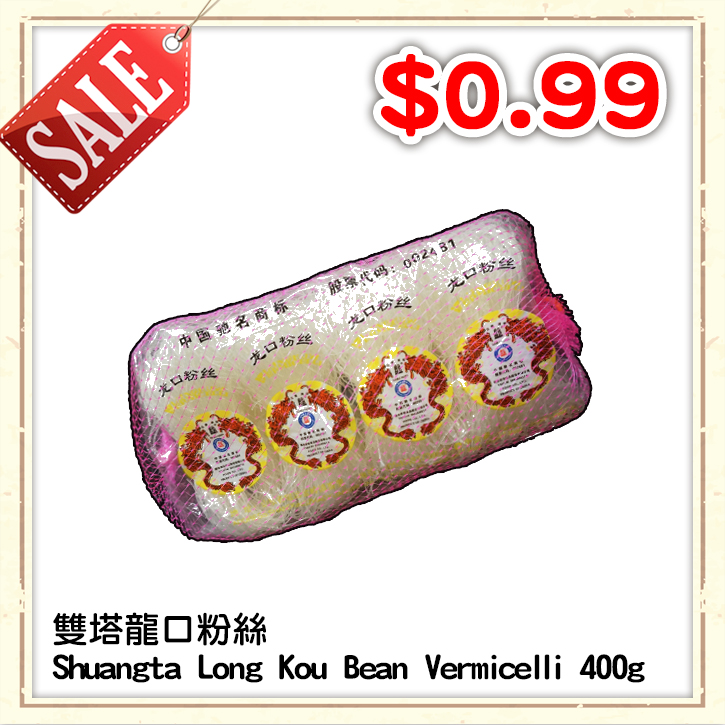 SALE
$0.99
中国驰名商标 股票代码：002481
龙口粉丝
龙口粉丝
龙口粉丝
龙口粉丝
雙塔龍口粉絲
Shuangta Long Kou Bean Vermicelli 400g